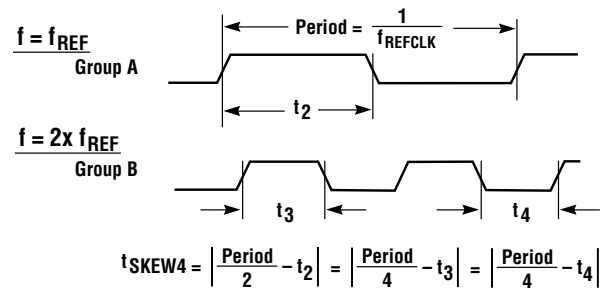 f = fREF
Group A
Period = 1 / fREFCLK
t2
f = 2x fREF
Group B
t3
t4
tSKEW4 = | Period / 2 – t2 | = | Period / 4 – t3 | = | Period / 4 – t4 |